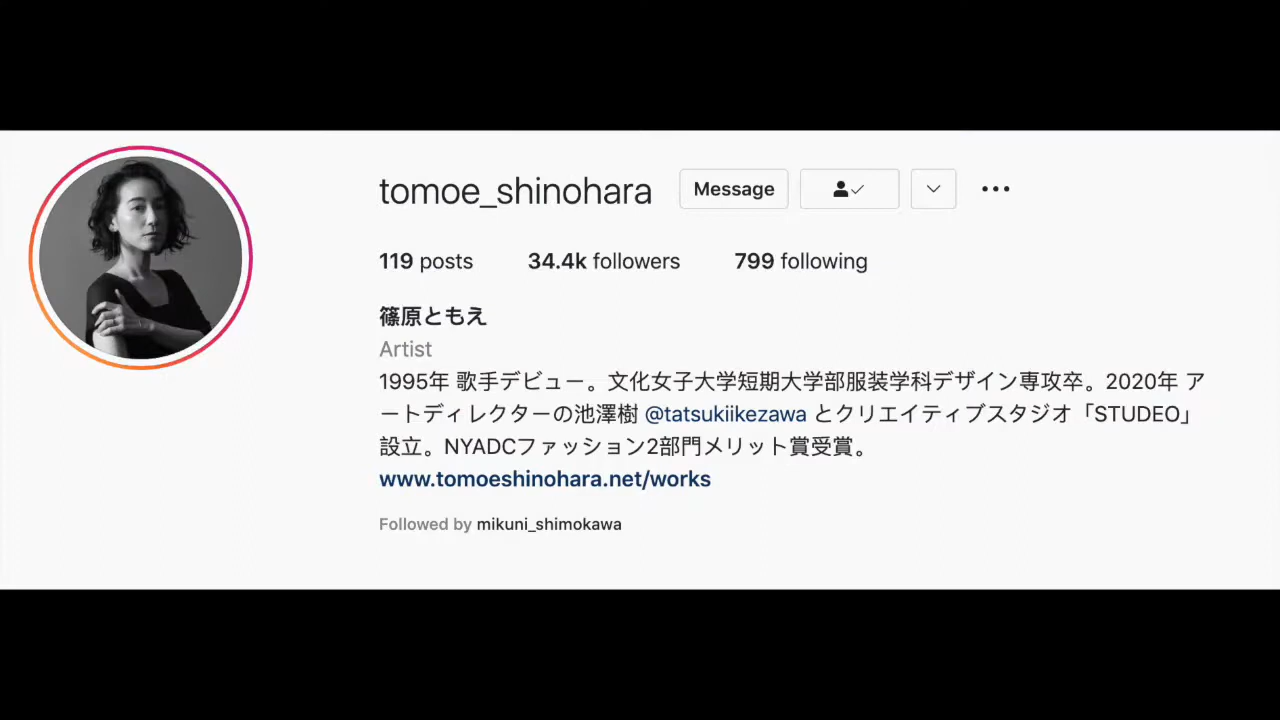 tomoe_shinohara Message
119 posts 34.4k followers 799 following
篠原ともえ
Artist
1995年 歌手デビュー。文化女子大学短期大学部服装学科デザイン専攻卒。2020年 ア
ートディレクターの池澤樹 @tatsukiikezawa とクリエイティブスタジオ「STUDEO」
設立。NYADCファッション2部門メリット賞受賞。
www.tomoeshinohara.net/works
Followed by mikuni_shimokawa